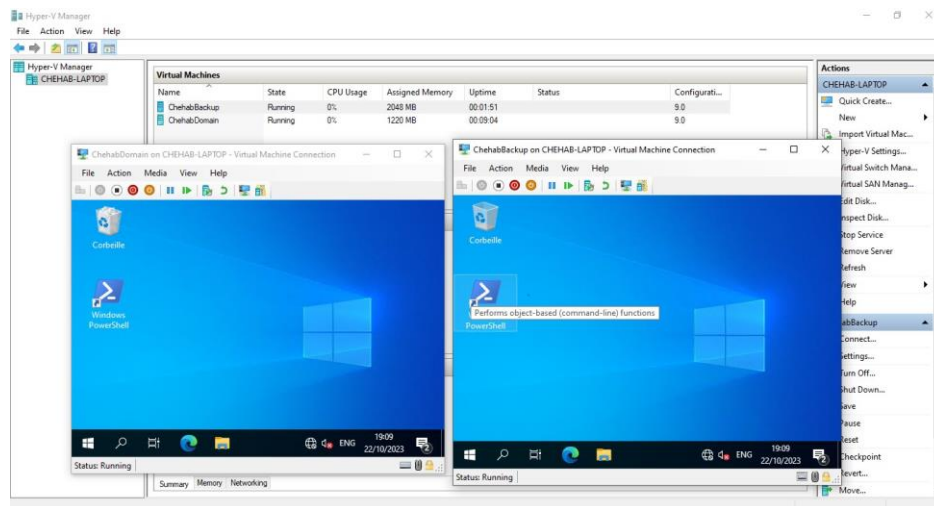 Hyper-V Manager
File Action View Help
Hyper-V Manager
CHEHAB-LAPTOP
Virtual Machines
Name State CPU Usage Assigned Memory Uptime Status Configurati...
ChehabBackup Running 0% 2048 MB 00:01:51 9.0
ChehabDomain Running 0% 1220 MB 00:09:04 9.0
ChehabDomain on CHEHAB-LAPTOP - Virtual Machine Connection
File Action Media View Help
Corbeille
Windows
PowerShell
ENG
19:09
22/10/2023
2
Status: Running
ChehabBackup on CHEHAB-LAPTOP - Virtual Machine Connection
File Action Media View Help
Corbeille
Performs object-based (command-line) functions
PowerShell
ENG
19:09
22/10/2023
2
Status: Running
Summary Memory Networking
Actions
CHEHAB-LAPTOP
Quick Create...
New
Import Virtual Mac...
Hyper-V Settings...
Virtual Switch Mana...
Virtual SAN Manag...
Edit Disk...
nspect Disk...
Stop Service
Remove Server
Refresh
View
Help
abBackup
Connect...
Settings...
Turn Off...
Shut Down...
Save
Pause
Reset
Checkpoint
Revert...
Move...